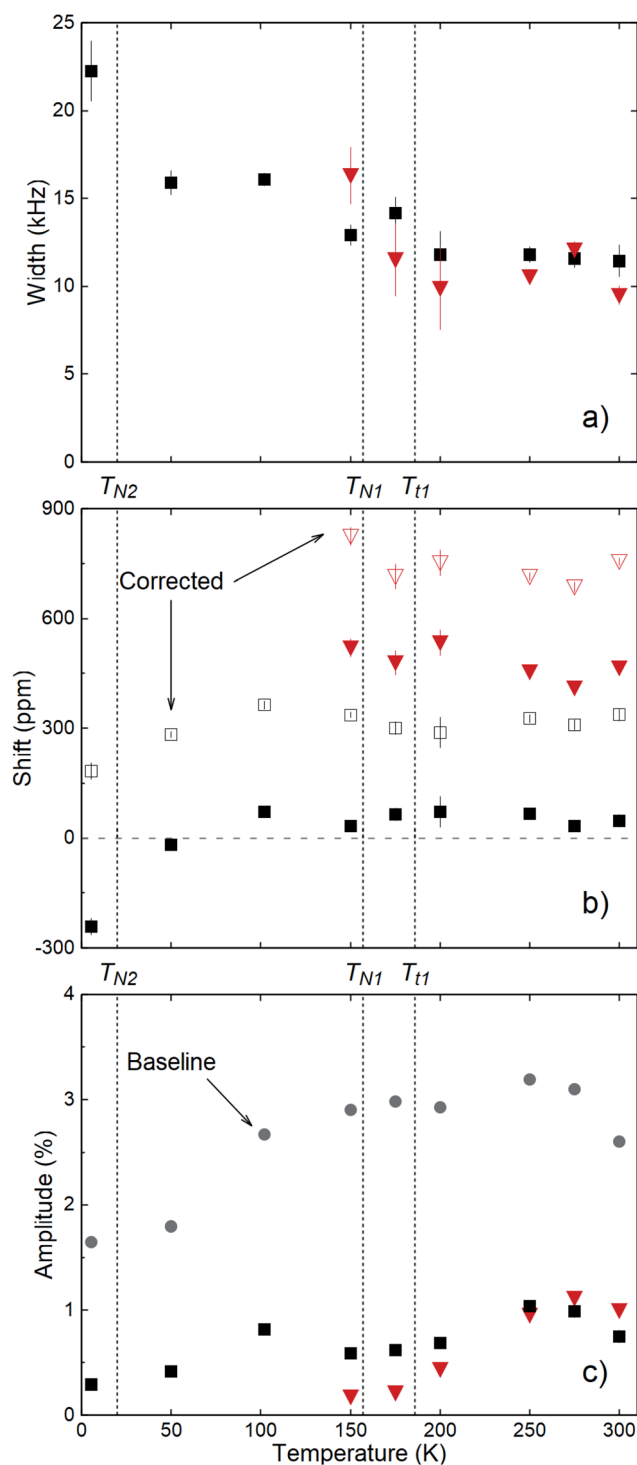 25
20
15
10
5
0
Width (kHz)
a)
T_N2 T_N1 T_t1
900
600
300
0
-300
Shift (ppm)
Corrected
b)
T_N2 T_N1 T_t1
4
3
2
1
0
Amplitude (%)
Baseline
c)
0 50 100 150 200 250 300
Temperature (K)